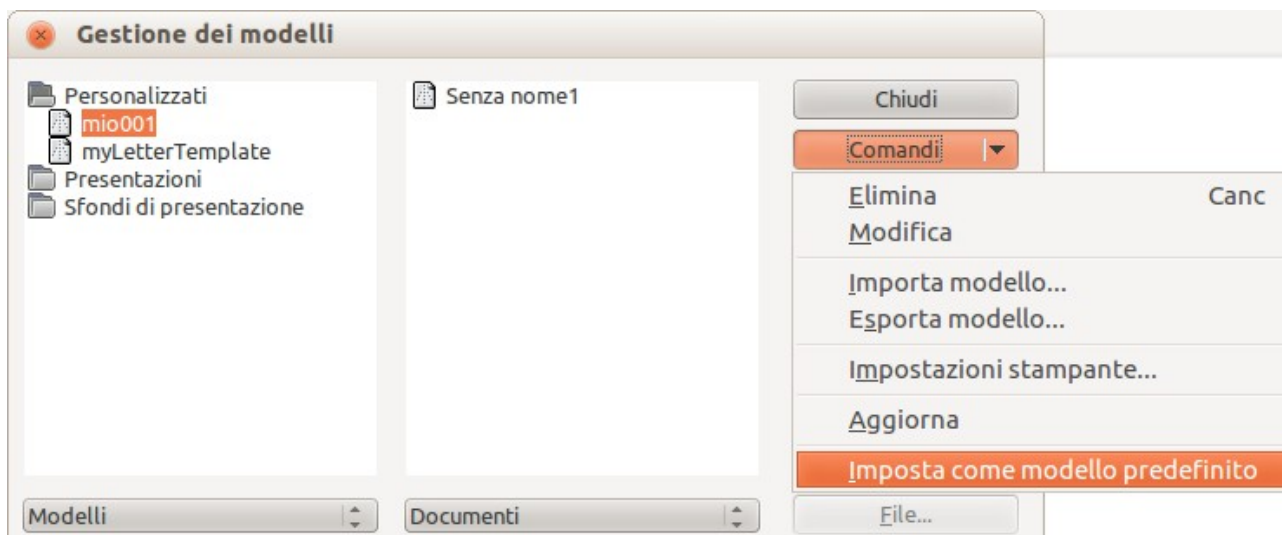 Gestione dei modelli
Personalizzati
mio001
myLetterTemplate
Presentazioni
Sfondi di presentazione
Modelli
Senza nome1
Documenti
Chiudi
Comandi
Elimina Canc
Modifica
Importa modello...
Esporta modello...
Impostazioni stampante...
Aggiorna
Imposta come modello predefinito
File...